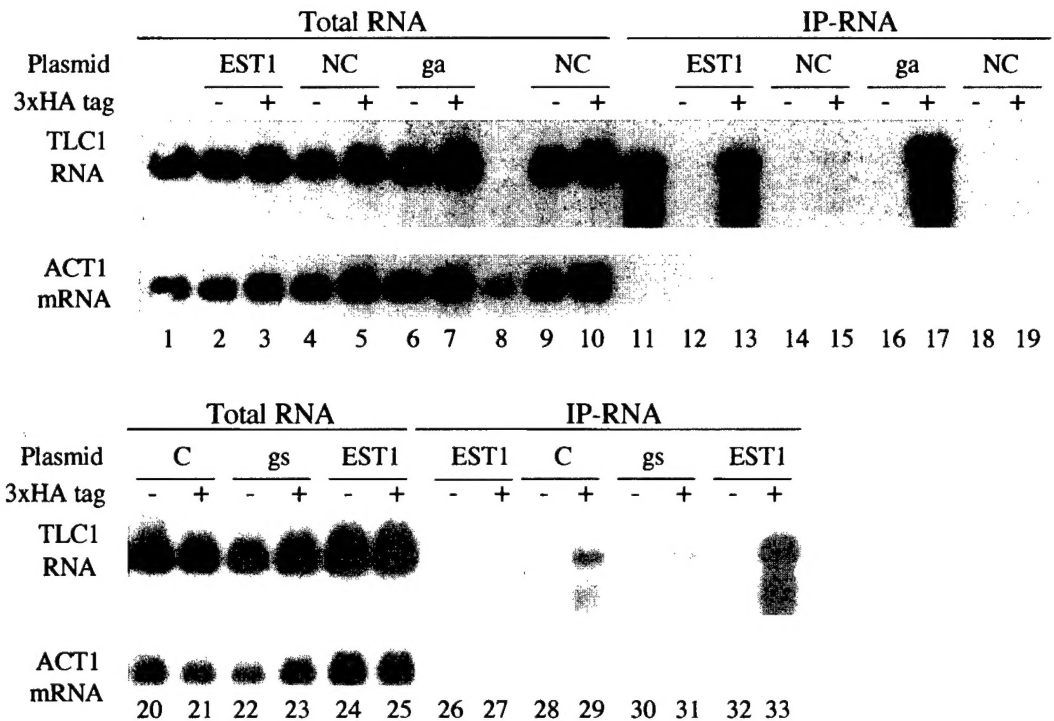 Total RNA IP-RNA
Plasmid EST1 NC ga NC EST1 NC ga NC
3xHA tag - + - + - + - + - + - + - + - +
TLC1
RNA
ACT1
mRNA
1 2 3 4 5 6 7 8 9 10 11 12 13 14 15 16 17 18 19
Total RNA IP-RNA
Plasmid C gs EST1 EST1 C gs EST1
3xHA tag - + - + - + - + - + - + - +
TLC1
RNA
ACT1
mRNA
20 21 22 23 24 25 26 27 28 29 30 31 32 33